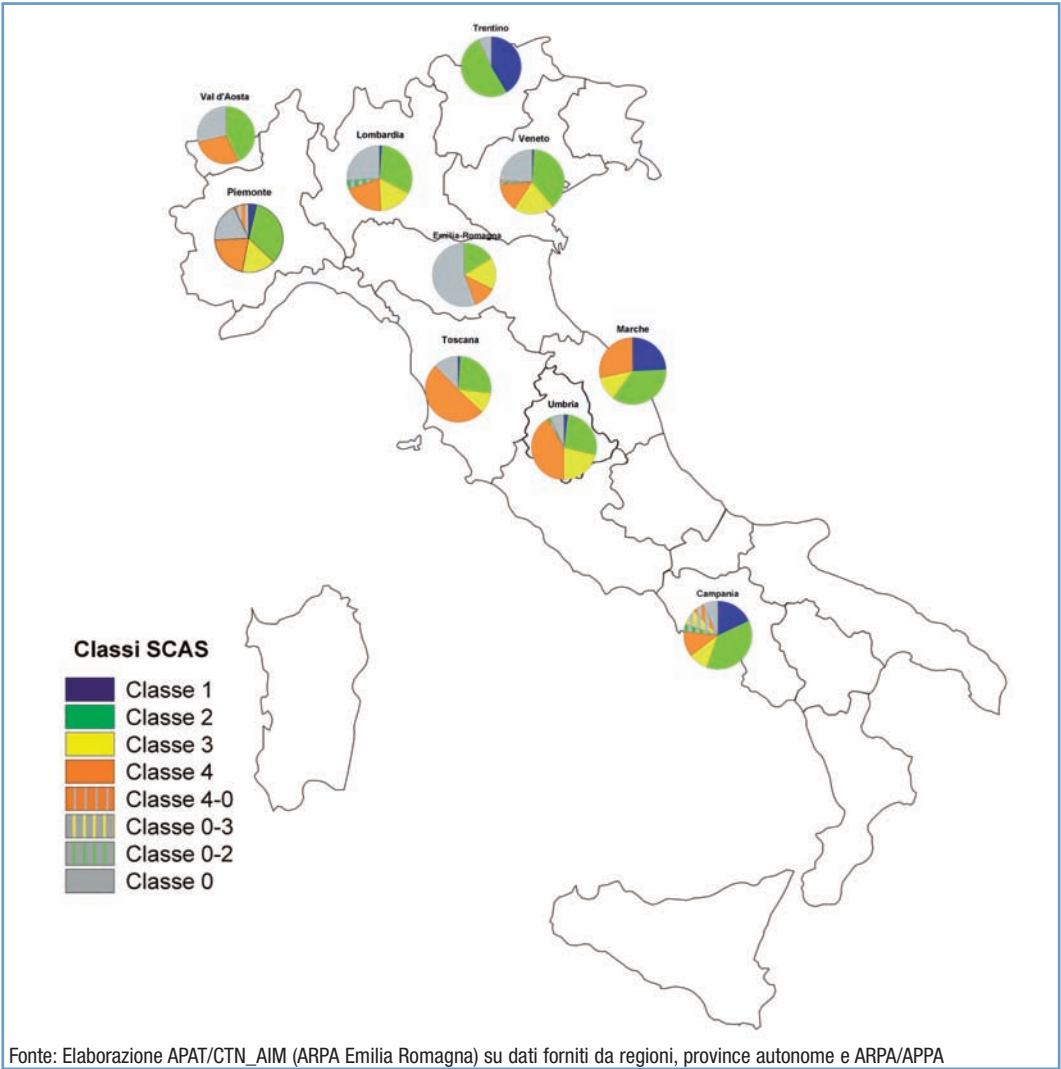 Trentino
Val d'Aosta
Lombardia
Veneto
Piemonte
Emilia-Romagna
Marche
Toscana
Umbria
Campania
Classi SCAS
Classe 1
Classe 2
Classe 3
Classe 4
Classe 4-0
Classe 0-3
Classe 0-2
Classe 0
Fonte: Elaborazione APAT/CTN_AIM (ARPA Emilia Romagna) su dati forniti da regioni, province autonome e ARPA/APPA